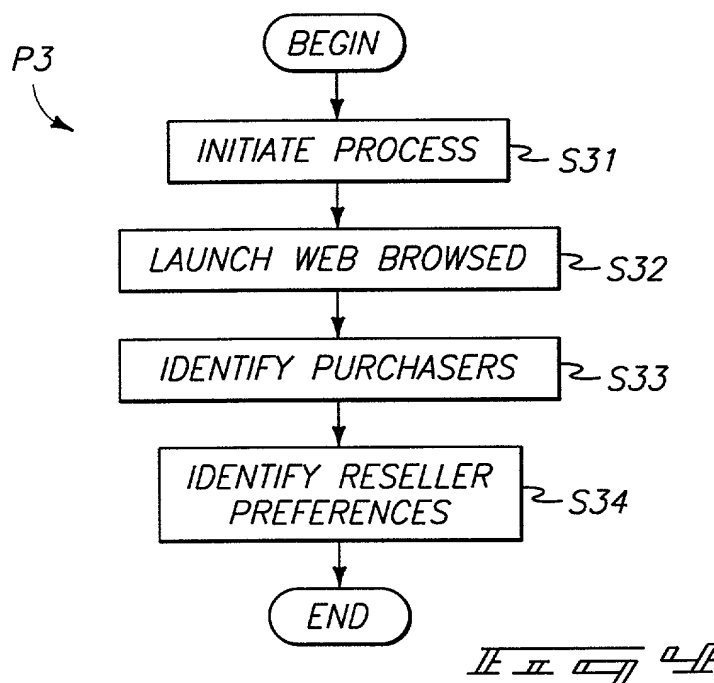 BEGIN
P3
INITIATE PROCESS
S31
LAUNCH WEB BROWSED
S32
IDENTIFY PURCHASERS
S33
IDENTIFY RESELLER
PREFERENCES
S34
END